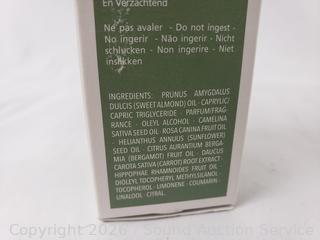 En Verzachtend
Ne pas avaler - Do not ingest -
No ingerir - Não ingerir - Nicht
schlucken - Non ingerire - Niet
inslikken
INGREDIENTS: PRUNUS AMYGDALUS
DULCIS (SWEET ALMOND) OIL - CAPRYLIC/
CAPRIC TRIGLYCERIDE - PARFUM/FRAG-
RANCE - OLEYL ALCOHOL - CAMELINA
SATIVA SEED OIL - ROSA CANINA FRUIT OIL
- HELIANTHUS ANNUUS (SUNFLOWER)
SEED OIL - CITRUS AURANTIUM BERGA-
MIA (BERGAMOT) FRUIT OIL - DAUCUS
CAROTA SATIVA (CARROT) ROOT EXTRACT -
HIPPOPHAE RHAMNOIDES FRUIT OIL -
DIOLEYL TOCOPHERYL METHYLSILANOL -
TOCOPHEROL - LIMONENE - COUMARIN -
LINALOOL - CITRAL.
Copyright 2026 - Sound Auction Service